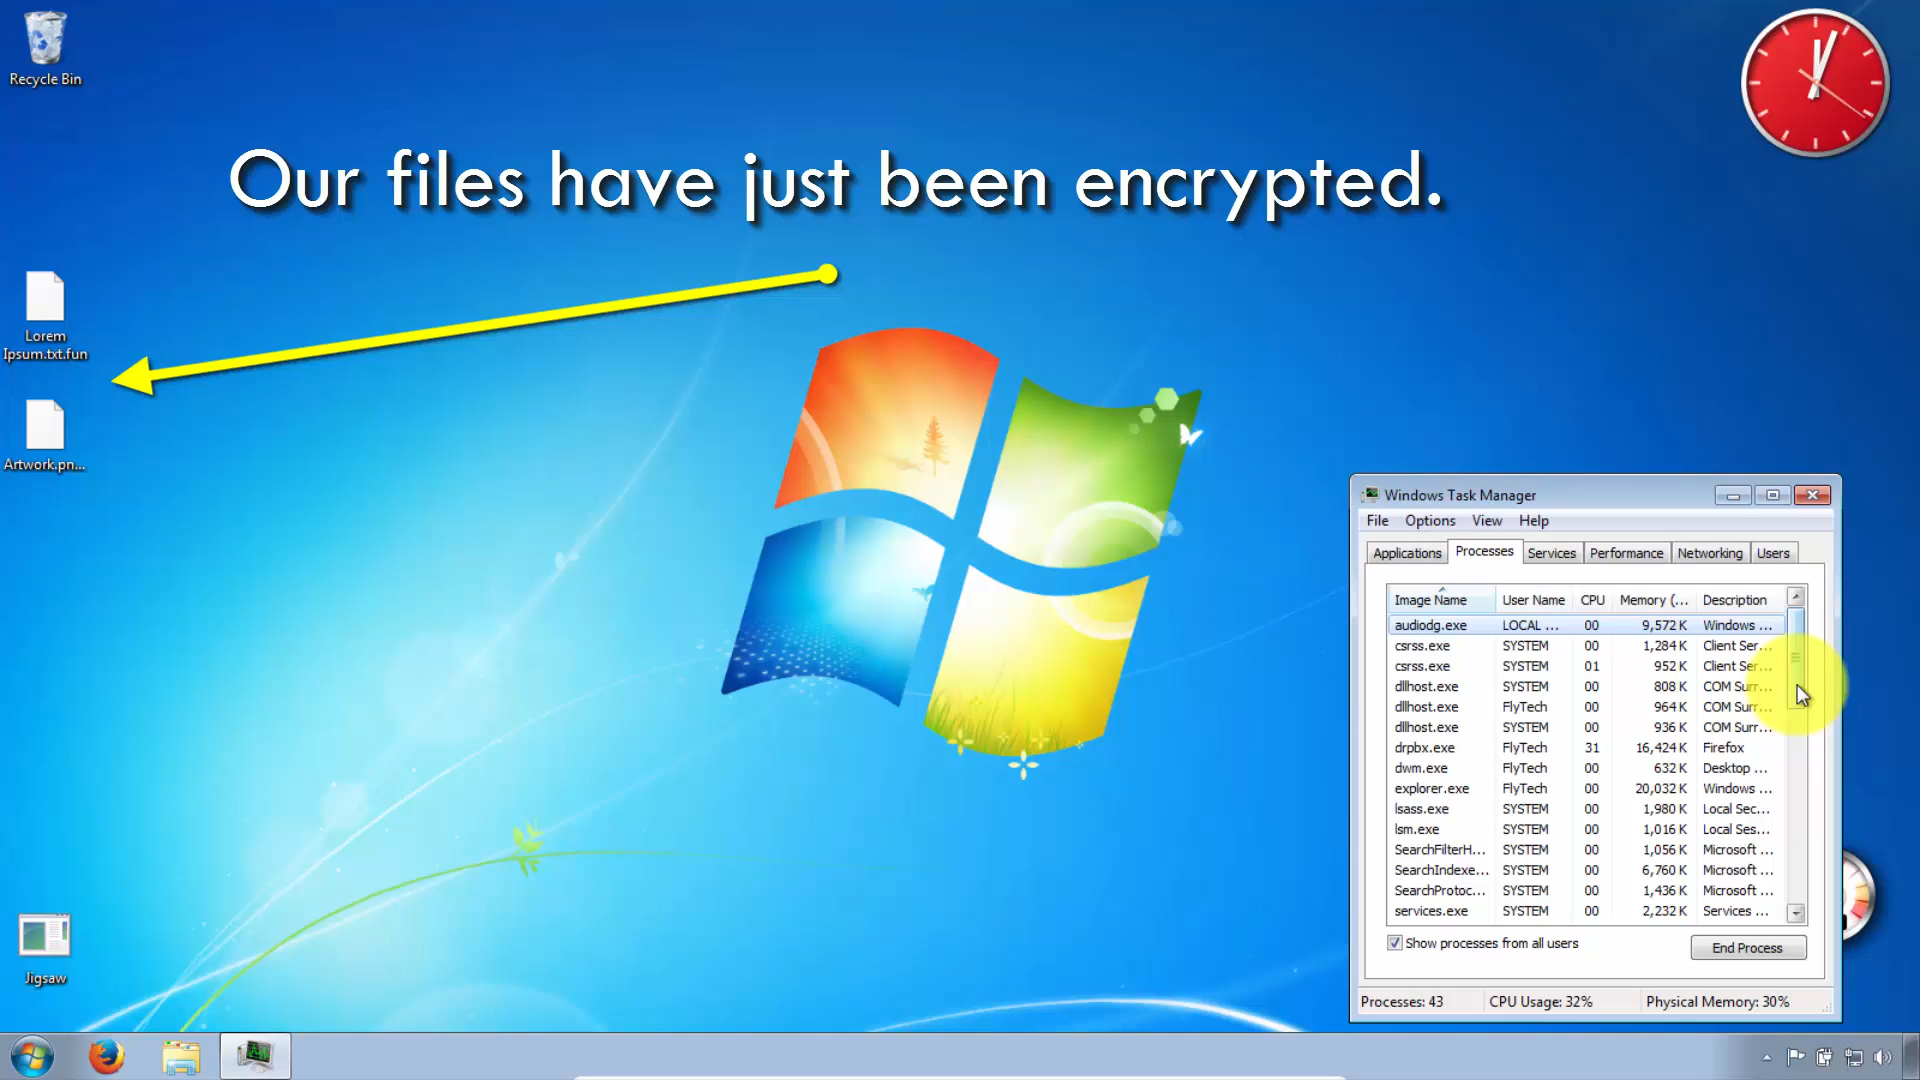 Recycle Bin
Our files have just been encrypted.
Lorem
Ipsum.txt.fun
Artwork.pn...
Jigsaw
Windows Task Manager
File Options View Help
Applications Processes Services Performance Networking Users
Image Name User Name CPU Memory (... Description
audiodg.exe LOCAL ... 00 9,572 K Windows ...
csrss.exe SYSTEM 00 1,284 K Client Ser...
csrss.exe SYSTEM 01 952 K Client Ser...
dllhost.exe SYSTEM 00 808 K COM Surr...
dllhost.exe FlyTech 00 964 K COM Surr...
dllhost.exe SYSTEM 00 936 K COM Surr...
drpbx.exe FlyTech 31 16,424 K Firefox
dwm.exe FlyTech 00 632 K Desktop ...
explorer.exe FlyTech 00 20,032 K Windows ...
lsass.exe SYSTEM 00 1,980 K Local Sec...
lsm.exe SYSTEM 00 1,016 K Local Ses...
SearchFilterH... SYSTEM 00 1,056 K Microsoft ...
SearchIndexe... SYSTEM 00 6,760 K Microsoft ...
SearchProtoc... SYSTEM 00 1,436 K Microsoft ...
services.exe SYSTEM 00 2,232 K Services ...
Show processes from all users End Process
Processes: 43 CPU Usage: 32% Physical Memory: 30%